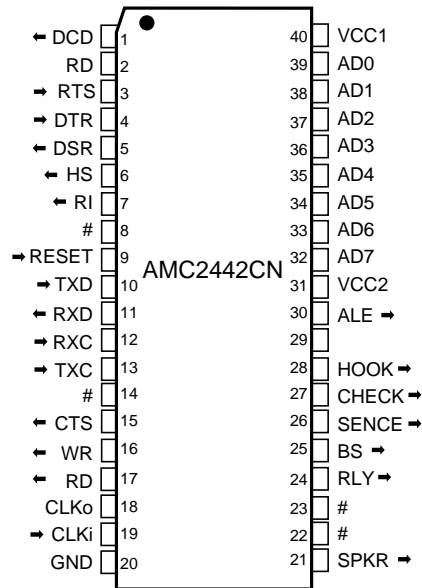 ← DCD 1 40 VCC1
RD 2 39 AD0
→ RTS 3 38 AD1
→ DTR 4 37 AD2
← DSR 5 36 AD3
← HS 6 35 AD4
← RI 7 34 AD5
# 8 33 AD6
→ RESET 9 32 AD7
AMC2442CN
→ TXD 10 31 VCC2
← RXD 11 30 ALE →
→ RXC 12 29
→ TXC 13 28 HOOK →
# 14 27 CHECK →
← CTS 15 26 SENCE →
← WR 16 25 BS →
← RD 17 24 RLY →
CLKo 18 23 #
→ CLKi 19 22 #
GND 20 21 SPKR →